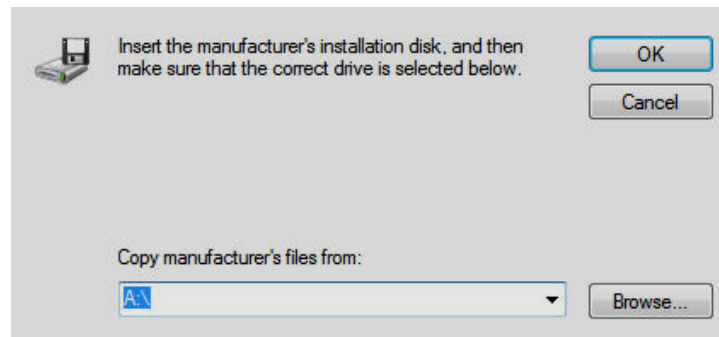 Insert the manufacturer's installation disk, and then
make sure that the correct drive is selected below.
OK
Cancel
Copy manufacturer's files from:
A:\
Browse...